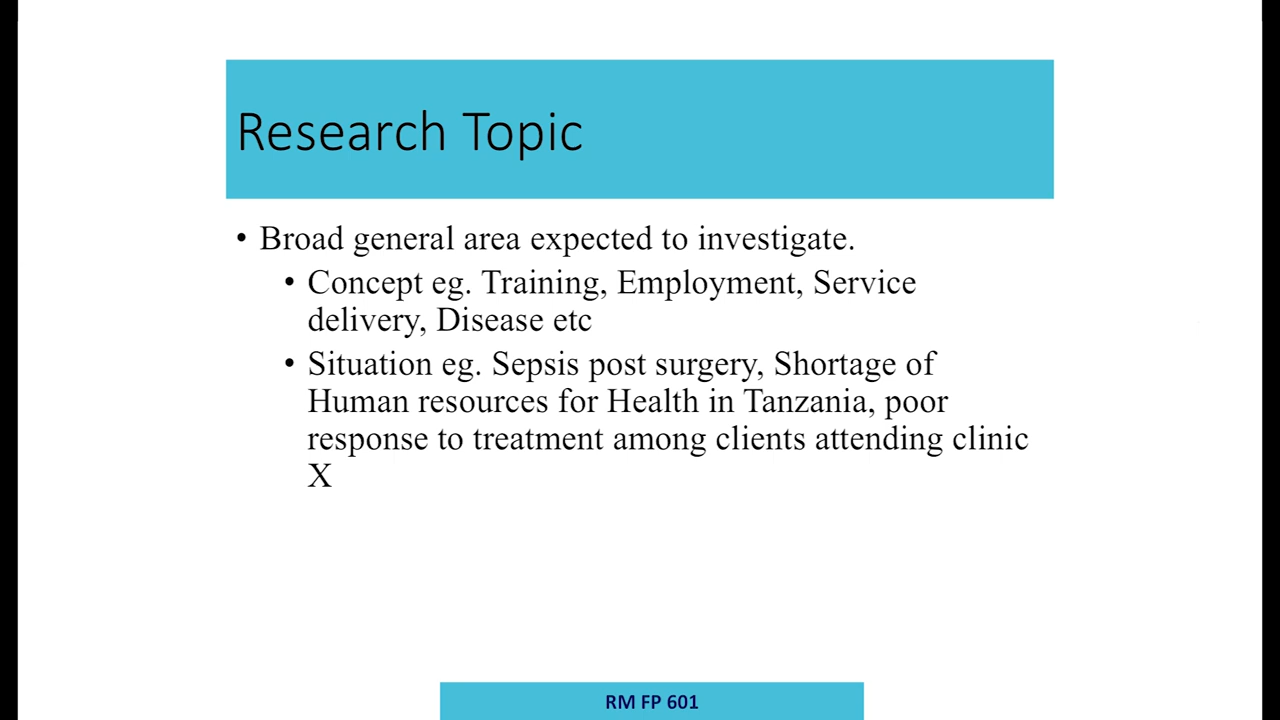 Research Topic
• Broad general area expected to investigate.
• Concept eg. Training, Employment, Service
delivery, Disease etc
• Situation eg. Sepsis post surgery, Shortage of
Human resources for Health in Tanzania, poor
response to treatment among clients attending clinic
X
RM FP 601